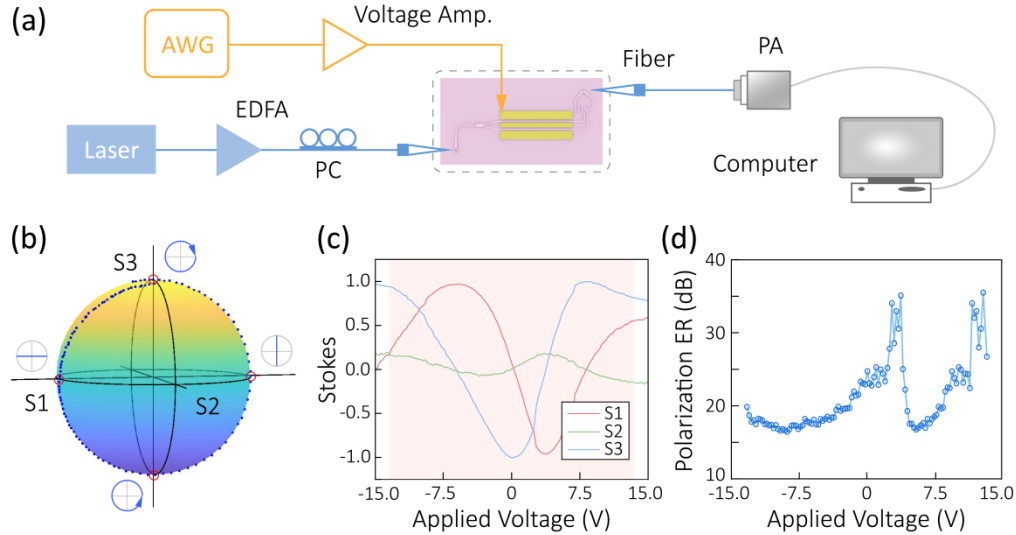 (a)
Voltage Amp.
AWG
Fiber
PA
EDFA
Laser
PC
Computer
(b)
S3
S1
S2
(c)
1.0
0.5
0.0
-0.5
-1.0
Stokes
S1
S2
S3
-15.0 -7.5 0 7.5 15.0
Applied Voltage (V)
(d)
40
30
20
10
Polarization ER (dB)
-15.0 -7.5 0 7.5 15.0
Applied Voltage (V)